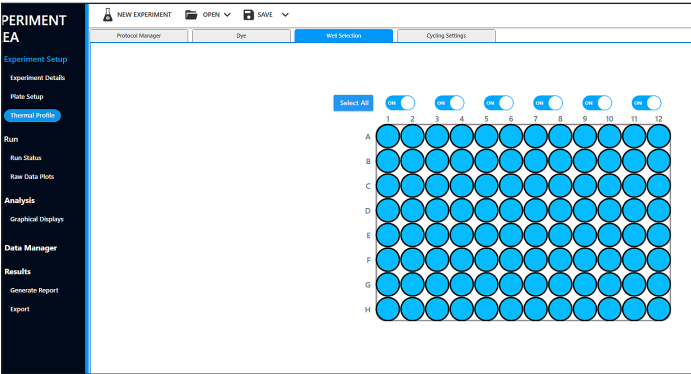 PERIMENT
EA
NEW EXPERIMENT OPEN SAVE
Protocol Manager Dye Well Selection Cycling Settings
Experiment Setup
Experiment Details
Plate Setup
Thermal Profile
Run
Run Status
Raw Data Plots
Analysis
Graphical Displays
Data Manager
Results
Generate Report
Export
Select All ON ON ON ON ON ON
1 2 3 4 5 6 7 8 9 10 11 12
A
B
C
D
E
F
G
H